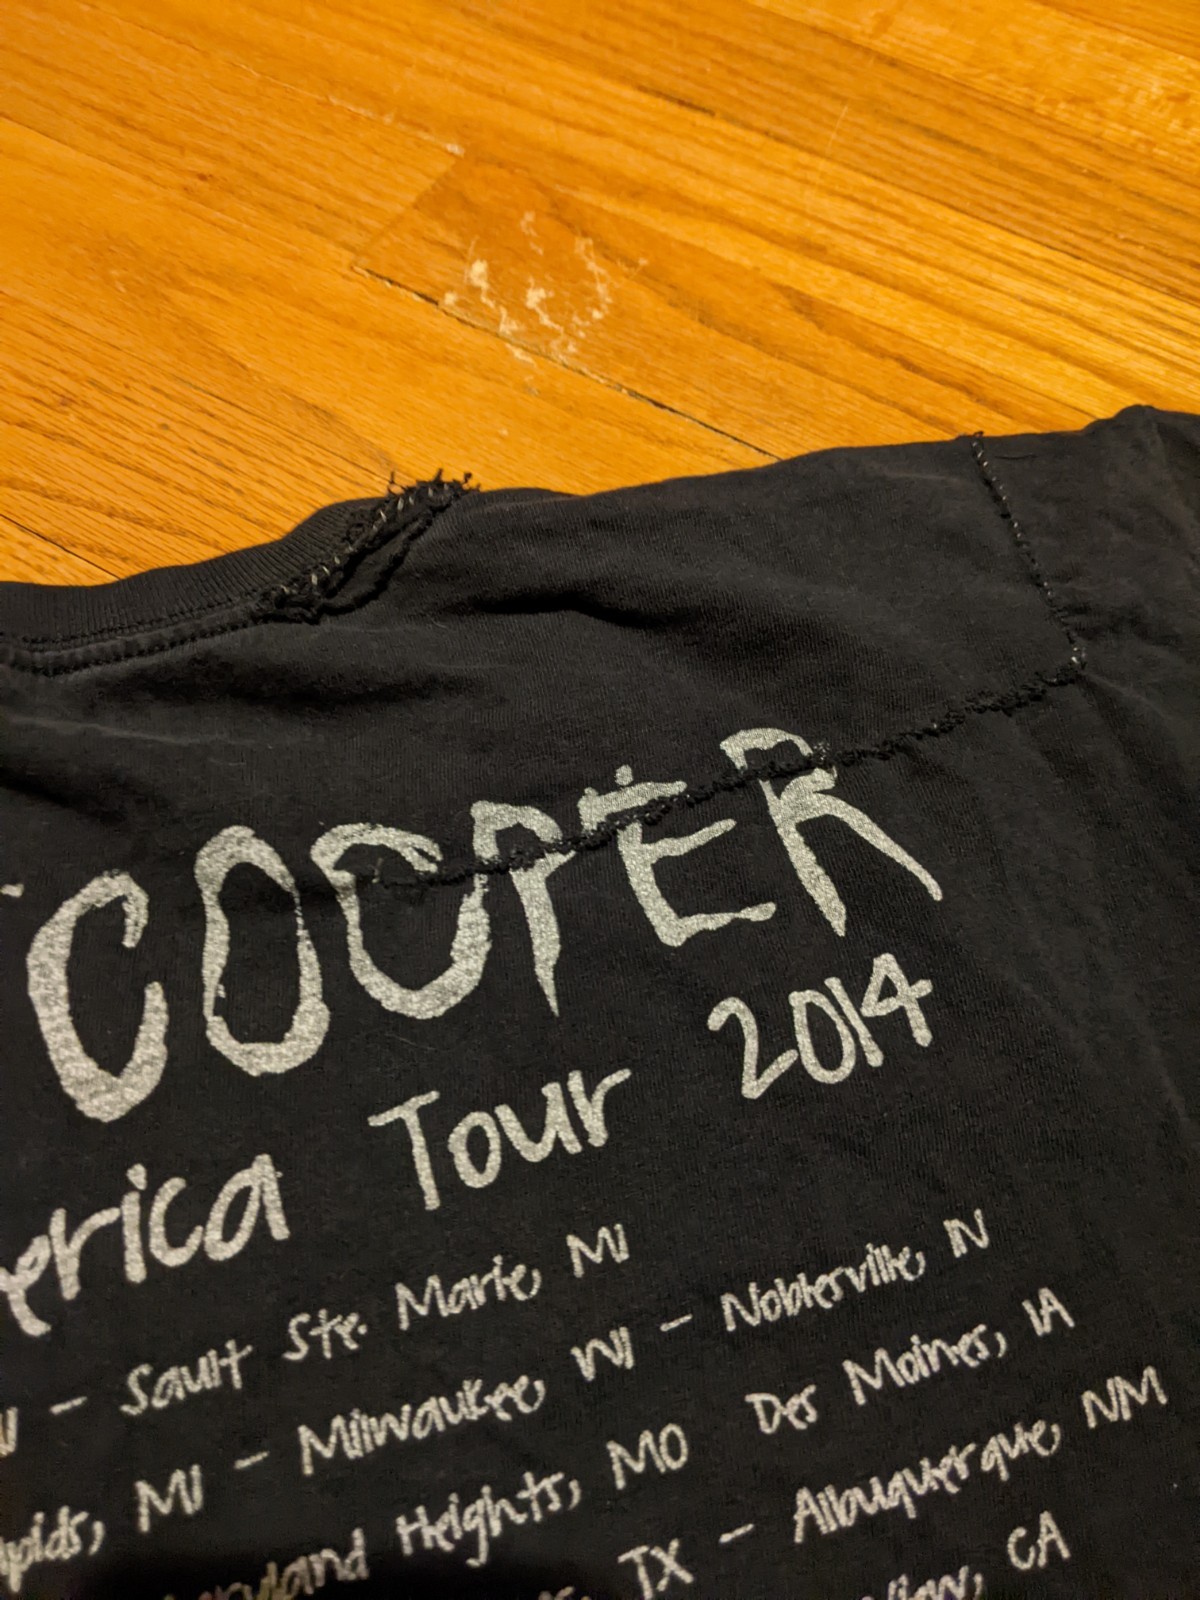 COOPER
Tour 2014
- Sault Ste. Marie, MI
MI - Milwaukee, WI - Noblesville, IN
Heights, MO Des Moines, IA
TX - Albuquerque, NM
CA